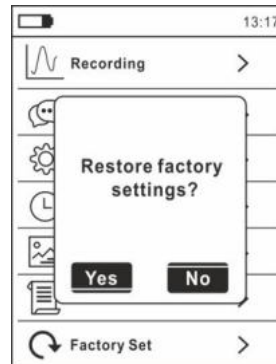 13:17
Recording
Restore factory
settings?
Yes
No
Factory Set